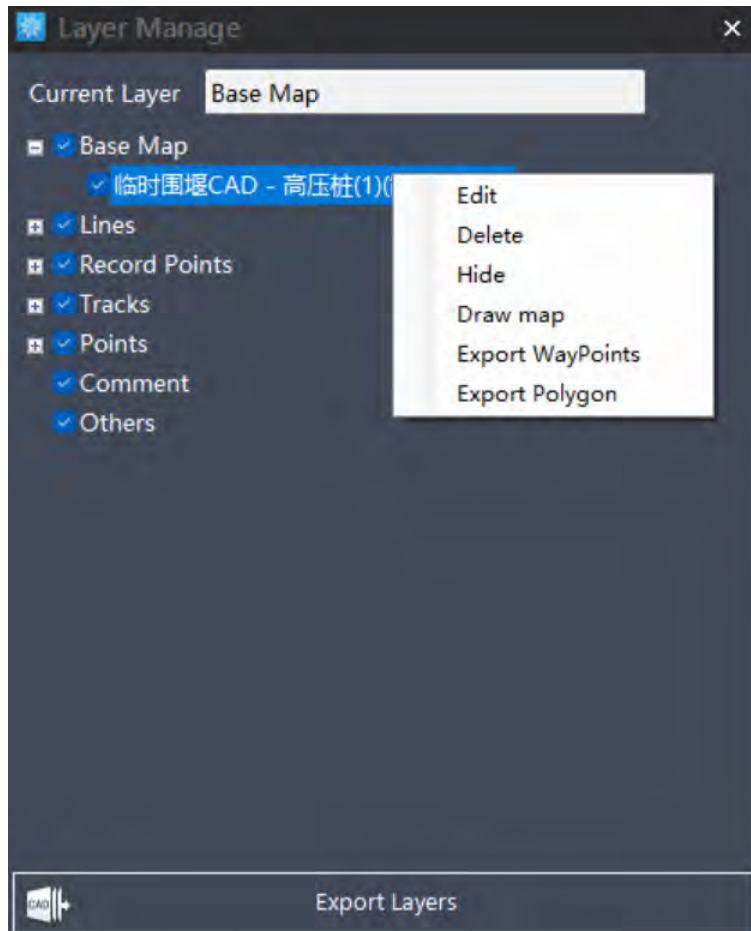 Layer Manage
Current Layer Base Map
Base Map
临时围堰CAD - 高压桩(1)(
Edit
Delete
Hide
Draw map
Export WayPoints
Export Polygon
Lines
Record Points
Tracks
Points
Comment
Others
CAD
Export Layers